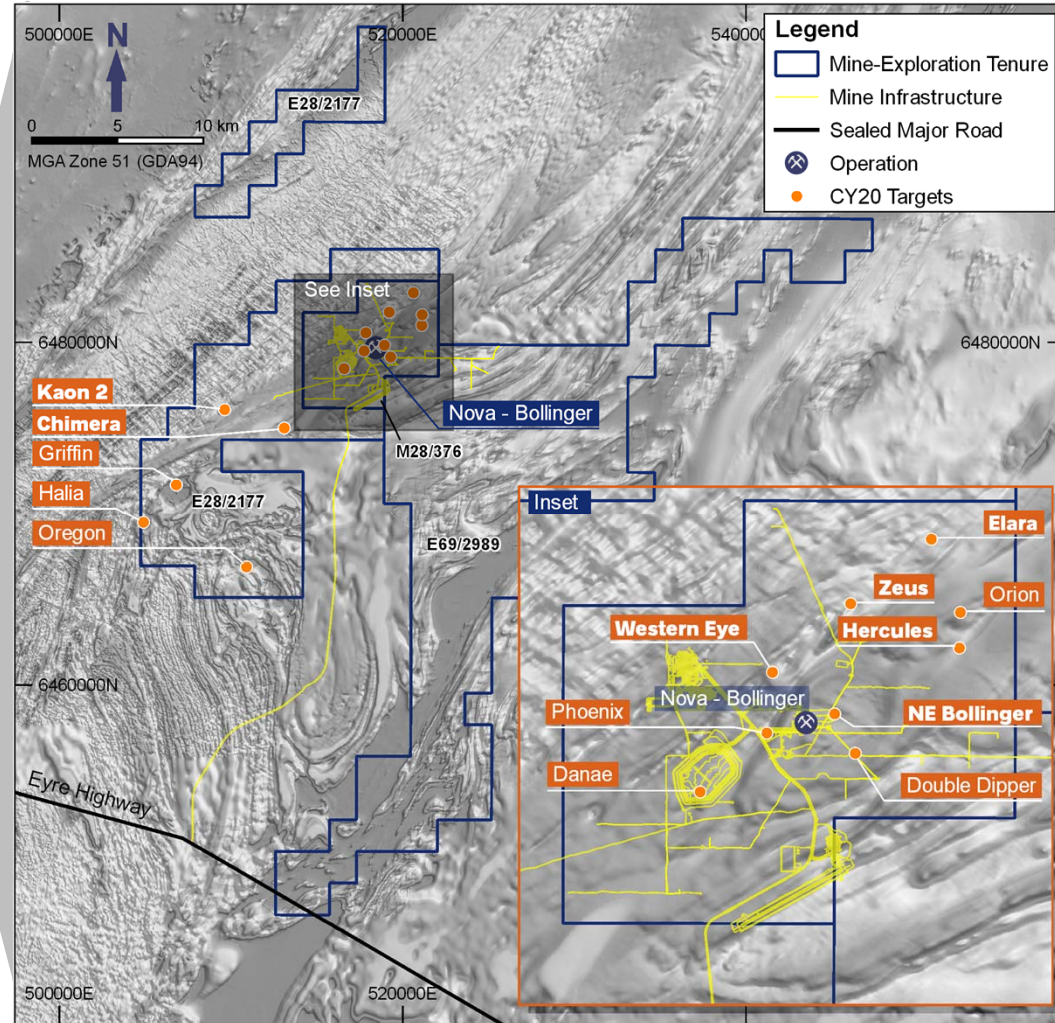 500000E
520000E
540000
N
0 5 10 km
MGA Zone 51 (GDA94)
Legend
Mine-Exploration Tenure
Mine Infrastructure
Sealed Major Road
Operation
CY20 Targets
E28/2177
See Inset
6480000N
6480000N
Kaon 2
Chimera
Griffin
Halia
Oregon
Nova - Bollinger
M28/376
E28/2177
E69/2989
6460000N
Eyre Highway
500000E
520000E
Inset
Elara
Zeus
Orion
Western Eye
Hercules
Nova - Bollinger
Phoenix
NE Bollinger
Danae
Double Dipper